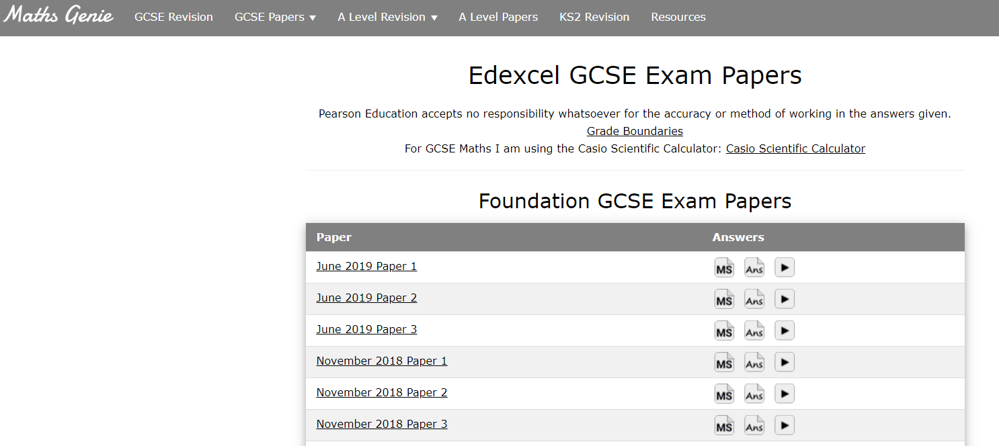 Maths Genie GCSE Revision GCSE Papers ▼ A Level Revision ▼ A Level Papers KS2 Revision Resources
Edexcel GCSE Exam Papers
Pearson Education accepts no responsibility whatsoever for the accuracy or method of working in the answers given.
Grade Boundaries
For GCSE Maths I am using the Casio Scientific Calculator: Casio Scientific Calculator
Foundation GCSE Exam Papers
Paper Answers
June 2019 Paper 1 MS Ans
June 2019 Paper 2 MS Ans
June 2019 Paper 3 MS Ans
November 2018 Paper 1 MS Ans
November 2018 Paper 2 MS Ans
November 2018 Paper 3 MS Ans